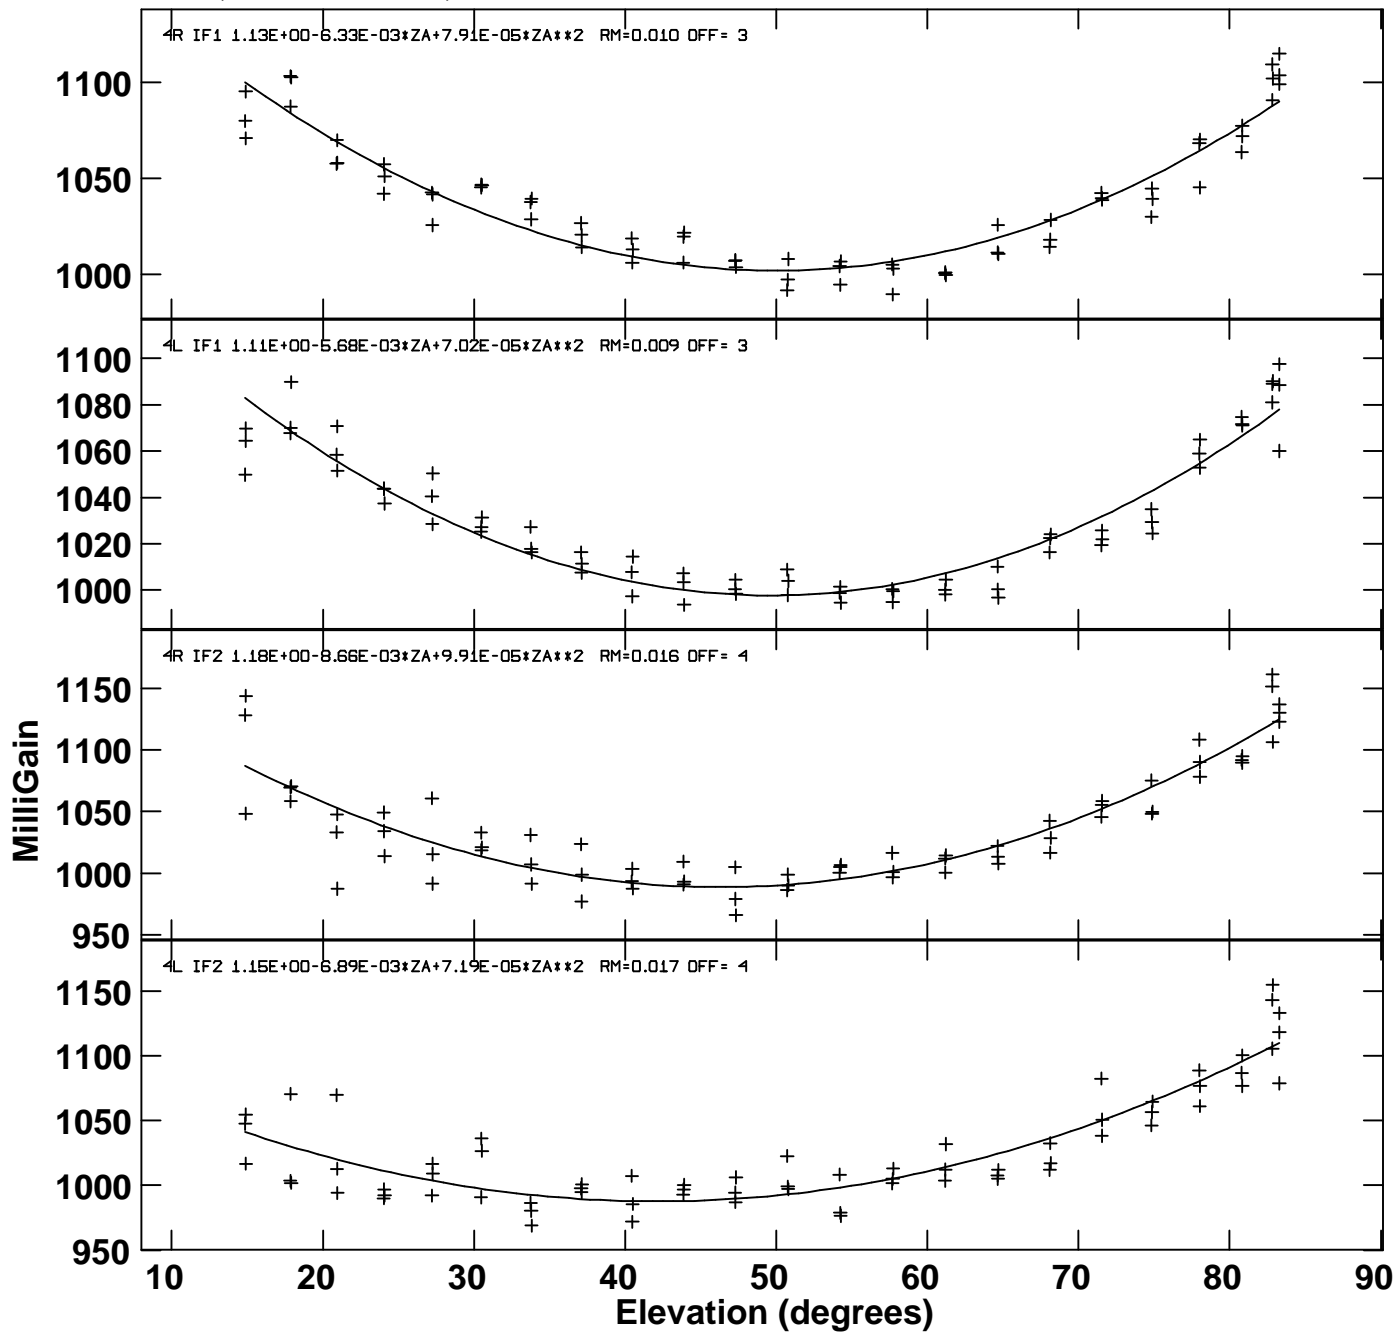 4R IF1 1.13E+00-6.33E-03*ZA+7.91E-05*ZA**2 RM=0.010 OFF= 3
1100
1050
1000
4L IF1 1.11E+00-5.68E-03*ZA+7.02E-05*ZA**2 RM=0.009 OFF= 3
1100
1080
1060
1040
1020
1000
4R IF2 1.18E+00-8.66E-03*ZA+9.91E-05*ZA**2 RM=0.016 OFF= 4
1150
1100
1050
1000
950
MilliGain
4L IF2 1.15E+00-6.89E-03*ZA+7.19E-05*ZA**2 RM=0.017 OFF= 4
1150
1100
1050
1000
950
10 20 30 40 50 60 70 80 90
Elevation (degrees)